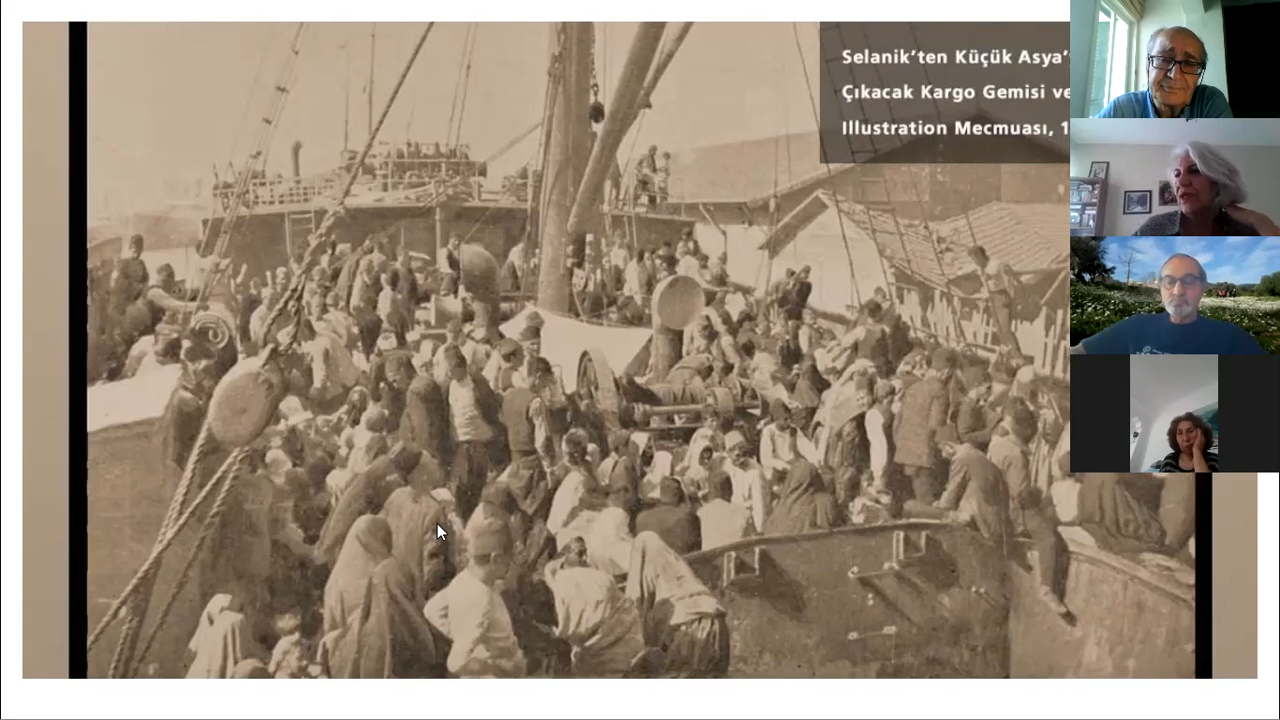 Selanik’ten Küçük Asya’
Çıkacak Kargo Gemisi ve
Illustration Mecmuası, 1